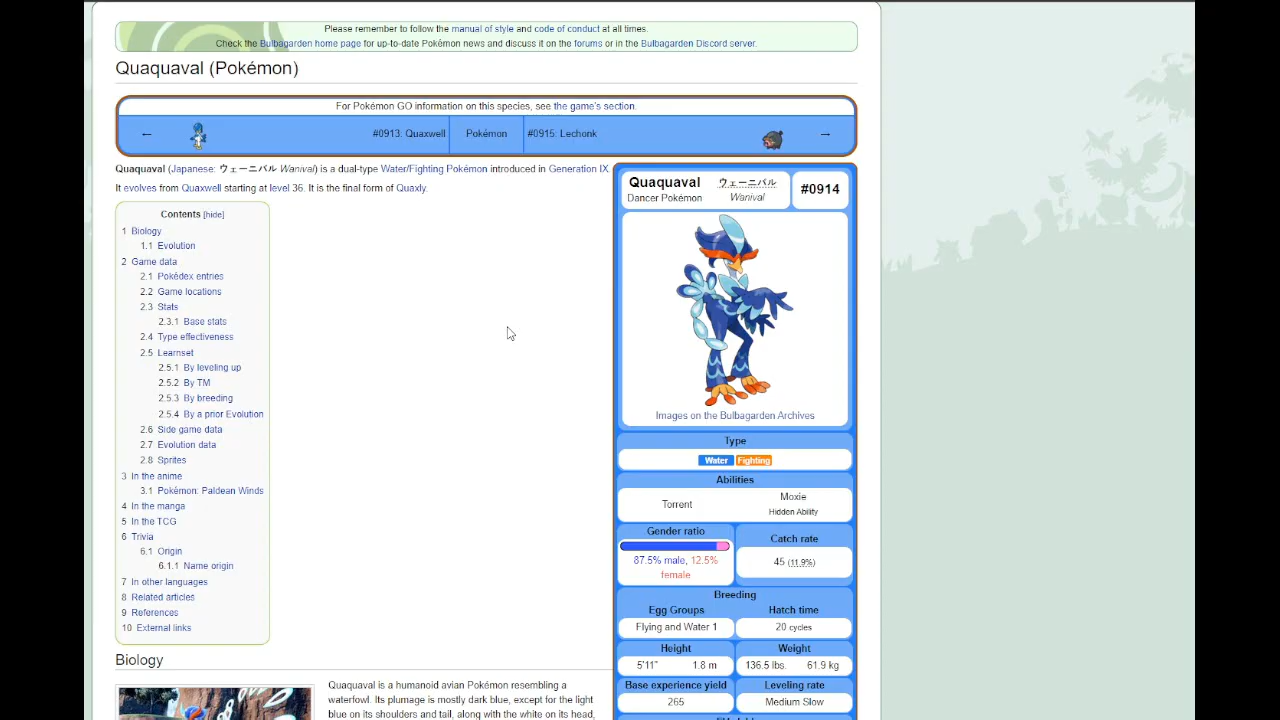 Please remember to follow the manual of style and code of conduct at all times.
Check the Bulbagarden home page for up-to-date Pokémon news and discuss it on the forums or in the Bulbagarden Discord server.
Quaquaval (Pokémon)
For Pokémon GO information on this species, see the game's section.
← #0913: Quaxwell Pokémon #0915: Lechonk →
Quaquaval (Japanese: ウェーニバル Wanival) is a dual-type Water/Fighting Pokémon introduced in Generation IX.
It evolves from Quaxwell starting at level 36. It is the final form of Quaxly.
Contents [hide]
1 Biology
1.1 Evolution
2 Game data
2.1 Pokédex entries
2.2 Game locations
2.3 Stats
2.3.1 Base stats
2.4 Type effectiveness
2.5 Learnset
2.5.1 By leveling up
2.5.2 By TM
2.5.3 By breeding
2.5.4 By a prior Evolution
2.6 Side game data
2.7 Evolution data
2.8 Sprites
3 In the anime
3.1 Pokémon: Paldean Winds
4 In the manga
5 In the TCG
6 Trivia
6.1 Origin
6.1.1 Name origin
7 In other languages
8 Related articles
9 References
10 External links
Biology
Quaquaval is a humanoid avian Pokémon resembling a
waterfowl. Its plumage is mostly dark blue, except for the light
blue on its shoulders and tail, along with the white on its head,
Quaquaval ウェーニバル #0914
Dancer Pokémon Wanival
Images on the Bulbagarden Archives
Type
Water Fighting
Abilities
Torrent Moxie
Hidden Ability
Gender ratio Catch rate
87.5% male, 12.5% 45 (11.9%)
female
Breeding
Egg Groups Hatch time
Flying and Water 1 20 cycles
Height Weight
5'11" 1.8 m 136.5 lbs. 61.9 kg
Base experience yield Leveling rate
265 Medium Slow